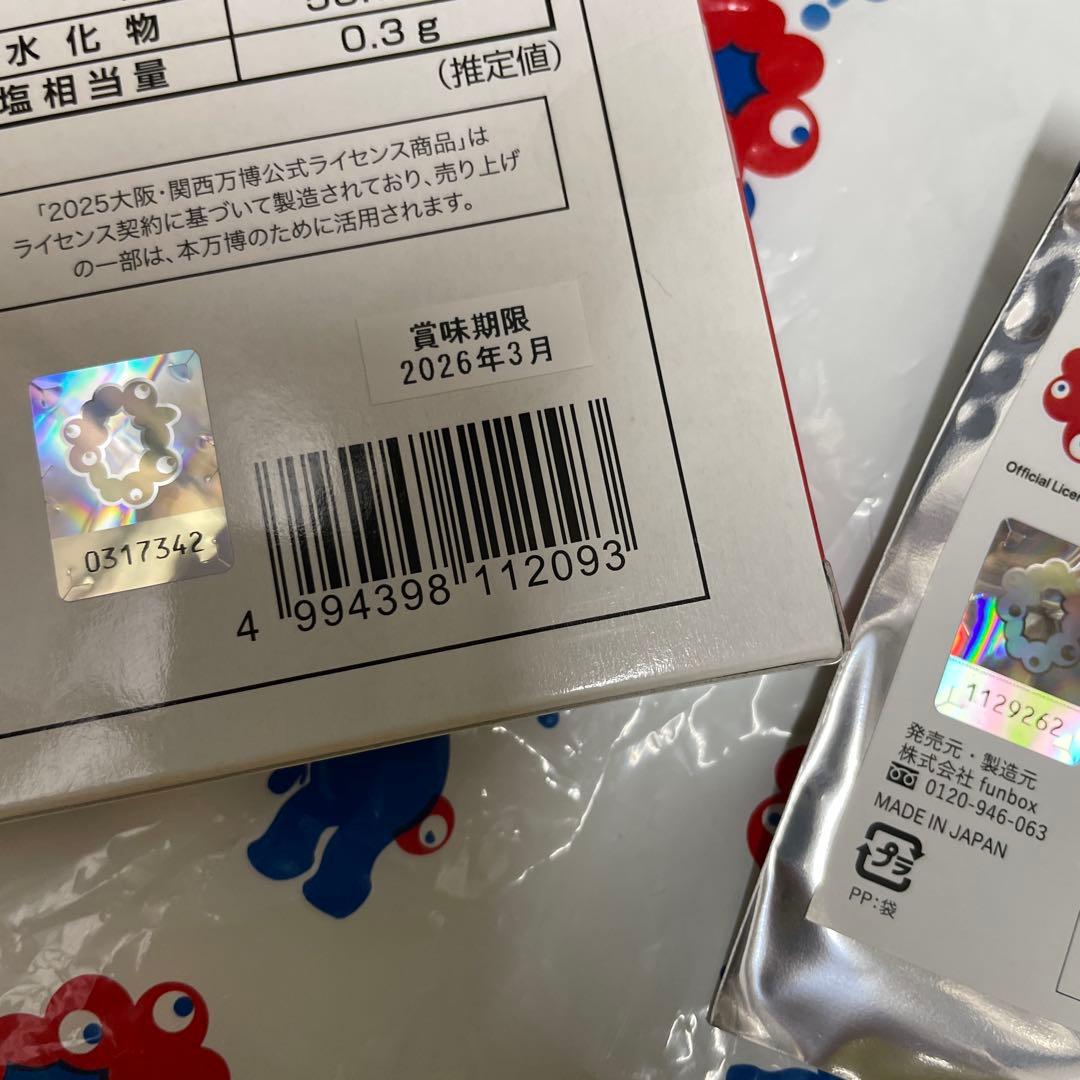 水化物
0.3g
塩相当量
(推定値)
「2025大阪・関西万博公式ライセンス商品」は
ライセンス契約に基づいて製造されており、売り上げ
の一部は、本万博のために活用されます。
賞味期限
2026年3月
0317342
4 994398 112093
Official
1129262
発売元・製造元
株式会社 funbox
0120-946-063
MADE IN JAPAN
プラ
PP:袋